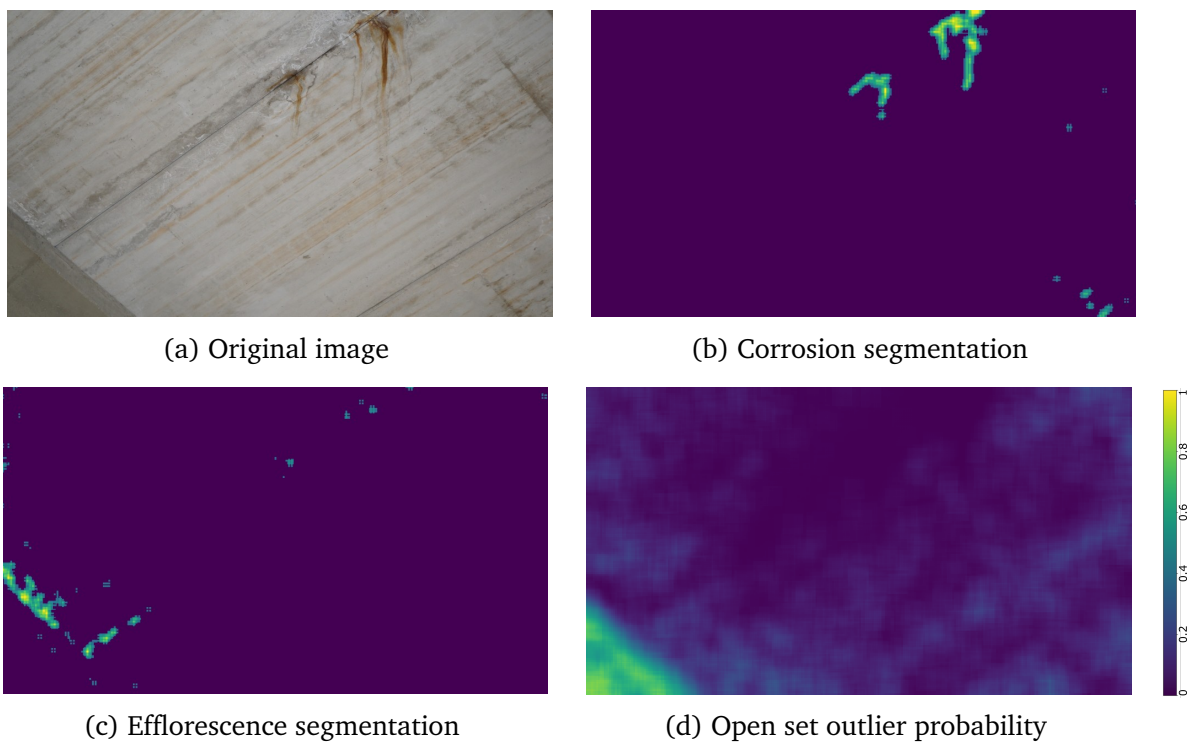 (a) Original image
(b) Corrosion segmentation
(c) Efflorescence segmentation
(d) Open set outlier probability
1
0.8
0.6
0.4
0.2
0